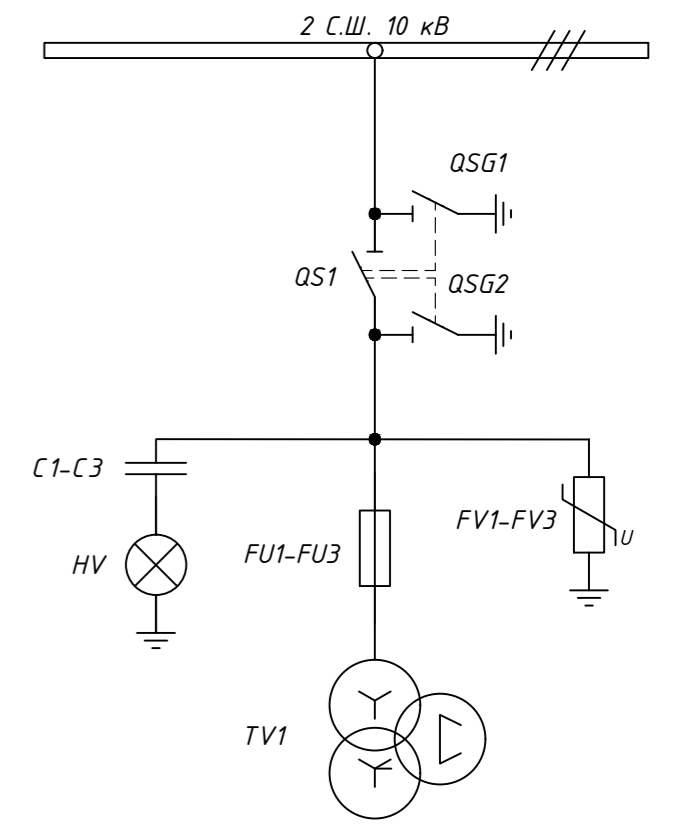 2 С.Ш. 10 кВ
QSG1
QS1
QSG2
C1-C3
FV1-FV3
U
HV
FU1-FU3
TV1